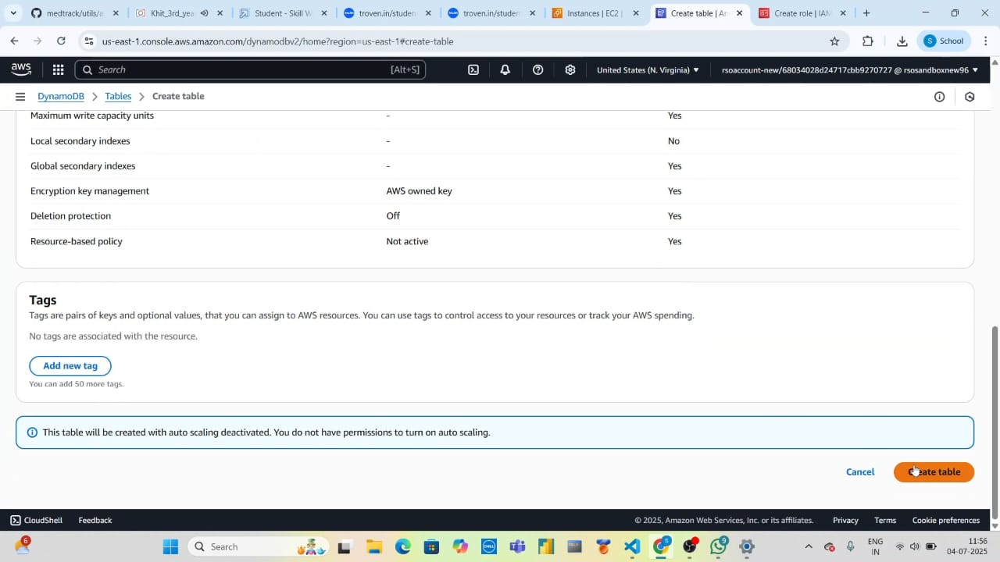 medtrack/utils/a
Khit_3rd_yea
Student - Skill W
troven.in/studen
troven.in/studen
Instances | EC2 |
Create table | Am
Create role | IAM
us-east-1.console.aws.amazon.com/dynamodbv2/home?region=us-east-1#create-table
S School
aws
Search [Alt+S]
United States (N. Virginia)
rsoaccount-new/68034028d24717cbb9270727 @ rsosandboxnew96
DynamoDB > Tables > Create table
Maximum write capacity units - Yes
Local secondary indexes - No
Global secondary indexes - Yes
Encryption key management AWS owned key Yes
Deletion protection Off Yes
Resource-based policy Not active Yes
Tags
Tags are pairs of keys and optional values, that you can assign to AWS resources. You can use tags to control access to your resources or track your AWS spending.
No tags are associated with the resource.
Add new tag
You can add 50 more tags.
This table will be created with auto scaling deactivated. You do not have permissions to turn on auto scaling.
Cancel Create table
CloudShell Feedback © 2025, Amazon Web Services, Inc. or its affiliates. Privacy Terms Cookie preferences
6
Search
DELL
5
9
ENG
IN
11:56
04-07-2025